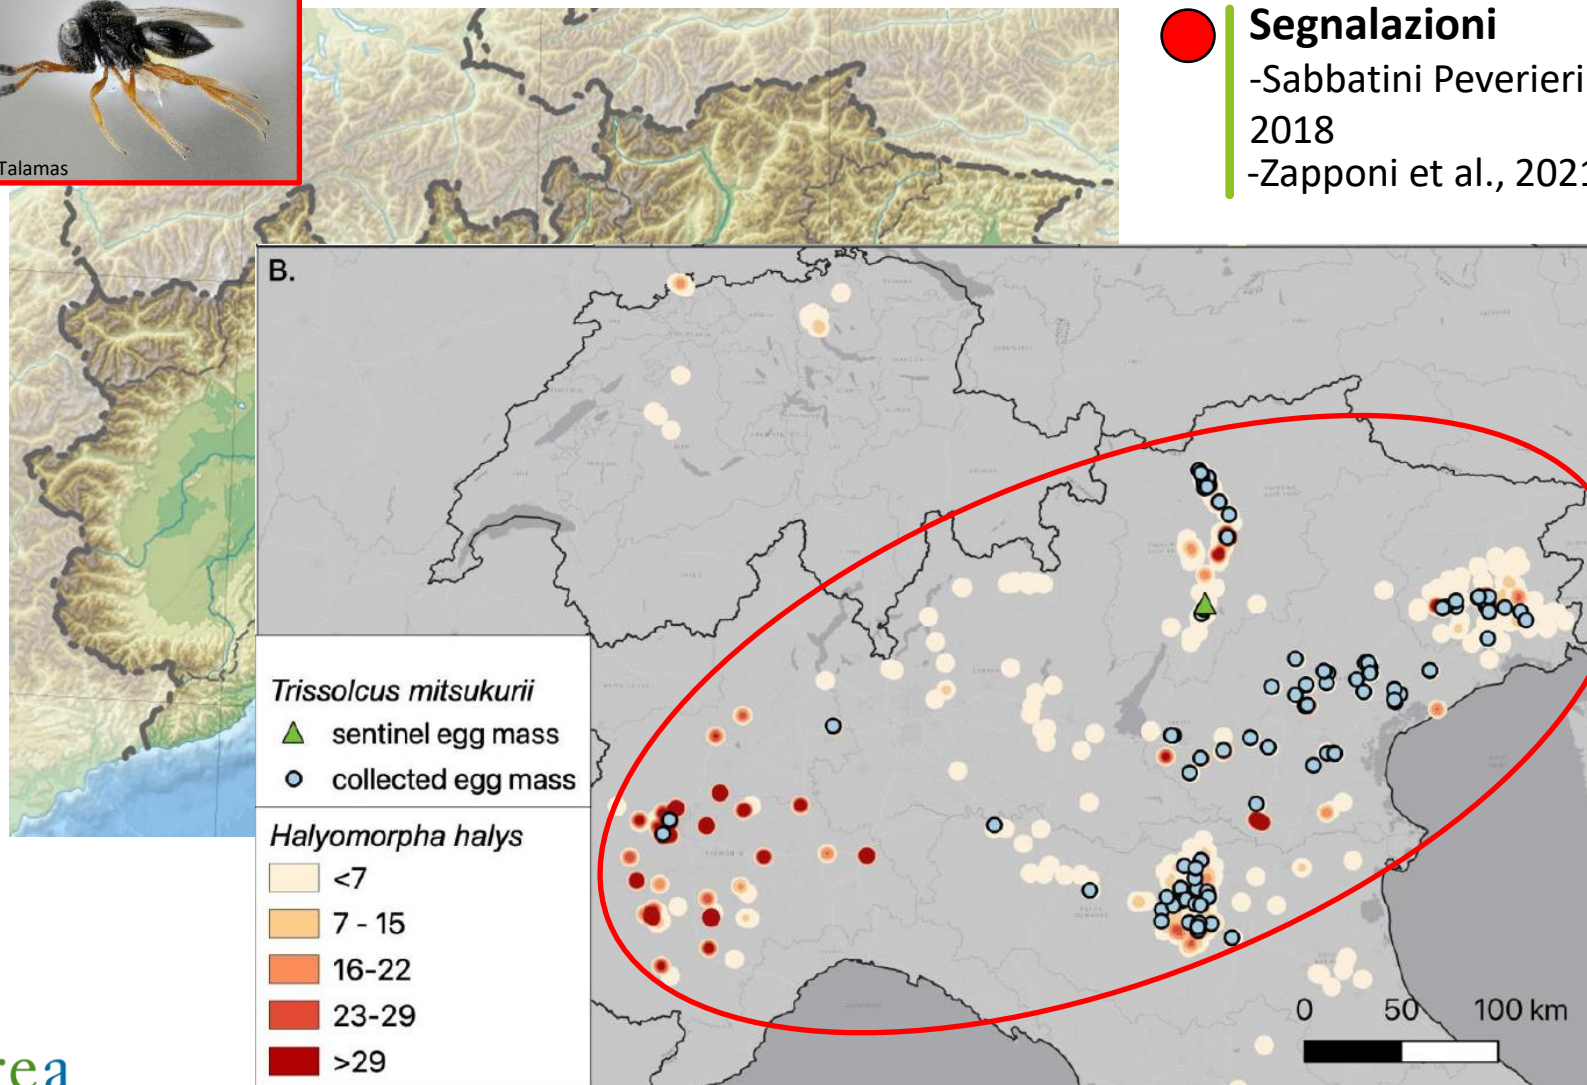 Talamas
Segnalazioni
-Sabbatini Peverieri
2018
-Zapponi et al., 2021
B.
Trissolcus mitsukurii
sentinel egg mass
collected egg mass
Halyomorpha halys
<7
7 - 15
16-22
23-29
>29
0 50 100 km
rea